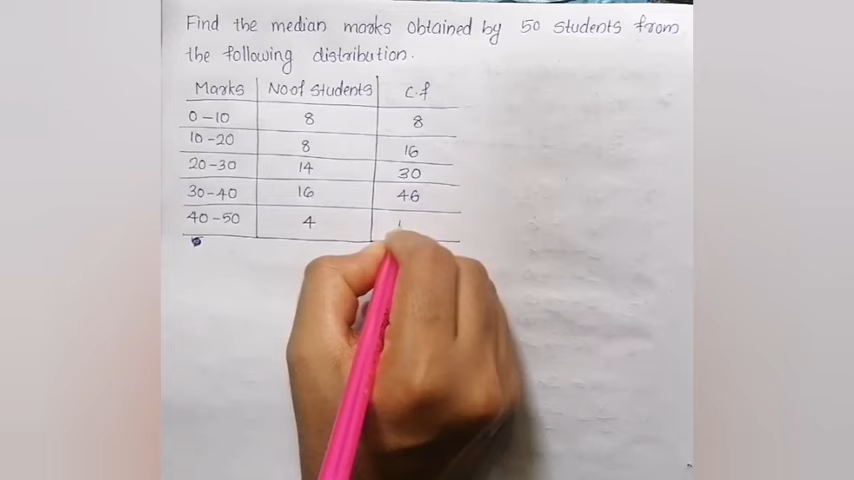 Find the median marks obtained by 50 students from
the following distribution.
Marks No of students c.f
0-10 8 8
10-20 8 16
20-30 14 30
30-40 16 46
40-50 4